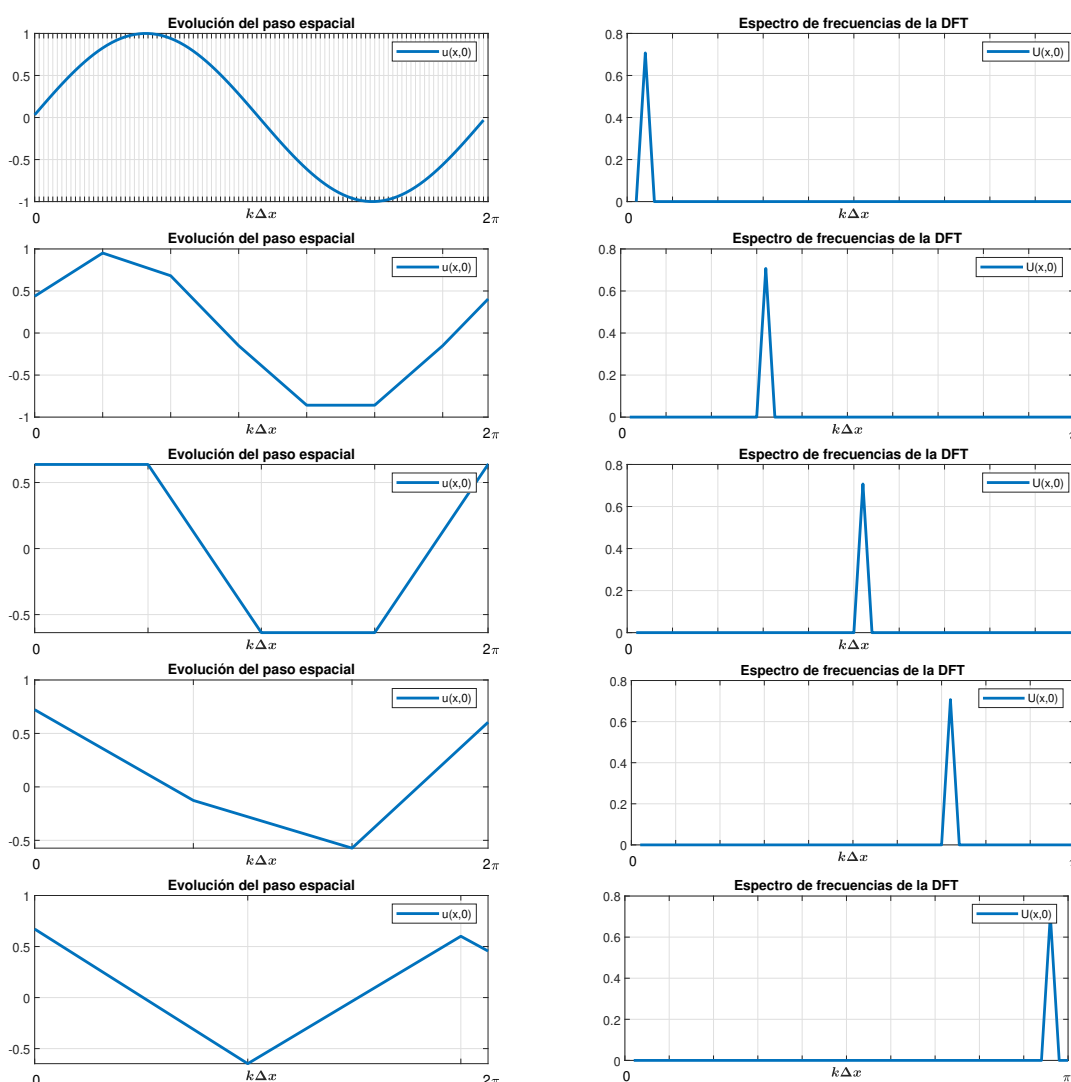 Evolución del paso espacial
1
0.5
0
-0.5
-1
u(x,0)
0
kΔx
2π
Espectro de frecuencias de la DFT
0.8
0.6
0.4
0.2
0
U(x,0)
0
kΔx
Evolución del paso espacial
1
0.5
0
-0.5
-1
u(x,0)
0
kΔx
2π
Espectro de frecuencias de la DFT
0.8
0.6
0.4
0.2
0
U(x,0)
0
kΔx
Evolución del paso espacial
0.5
0
-0.5
u(x,0)
0
kΔx
2π
Espectro de frecuencias de la DFT
0.8
0.6
0.4
0.2
0
U(x,0)
0
kΔx
Evolución del paso espacial
1
0.5
0
-0.5
u(x,0)
0
kΔx
2π
Espectro de frecuencias de la DFT
0.8
0.6
0.4
0.2
0
U(x,0)
0
kΔx
Evolución del paso espacial
1
0.5
0
-0.5
u(x,0)
0
kΔx
2π
Espectro de frecuencias de la DFT
0.8
0.6
0.4
0.2
0
U(x,0)
0
kΔx
π